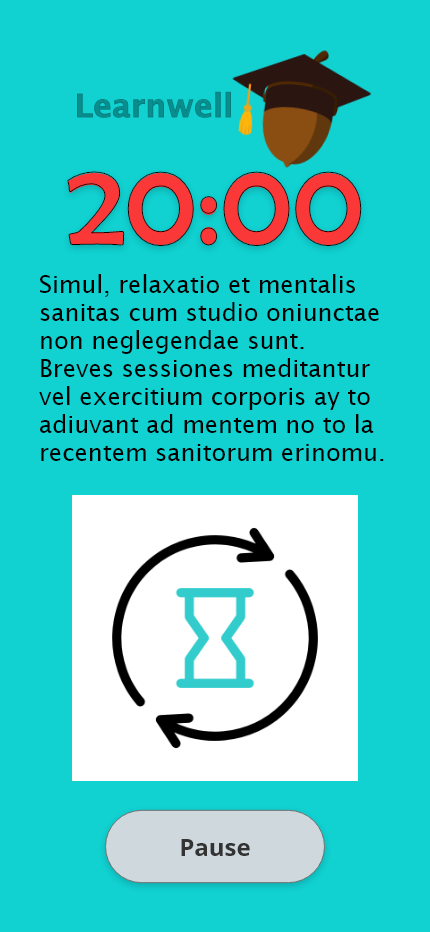 Learnwell
20:00
Simul, relaxatio et mentalis
sanitas cum studio oniunctae
non neglegendae sunt.
Breves sessiones meditantur
vel exercitium corporis ay to
adiuvant ad mentem no to la
recentem sanitorum erinomu.
Pause